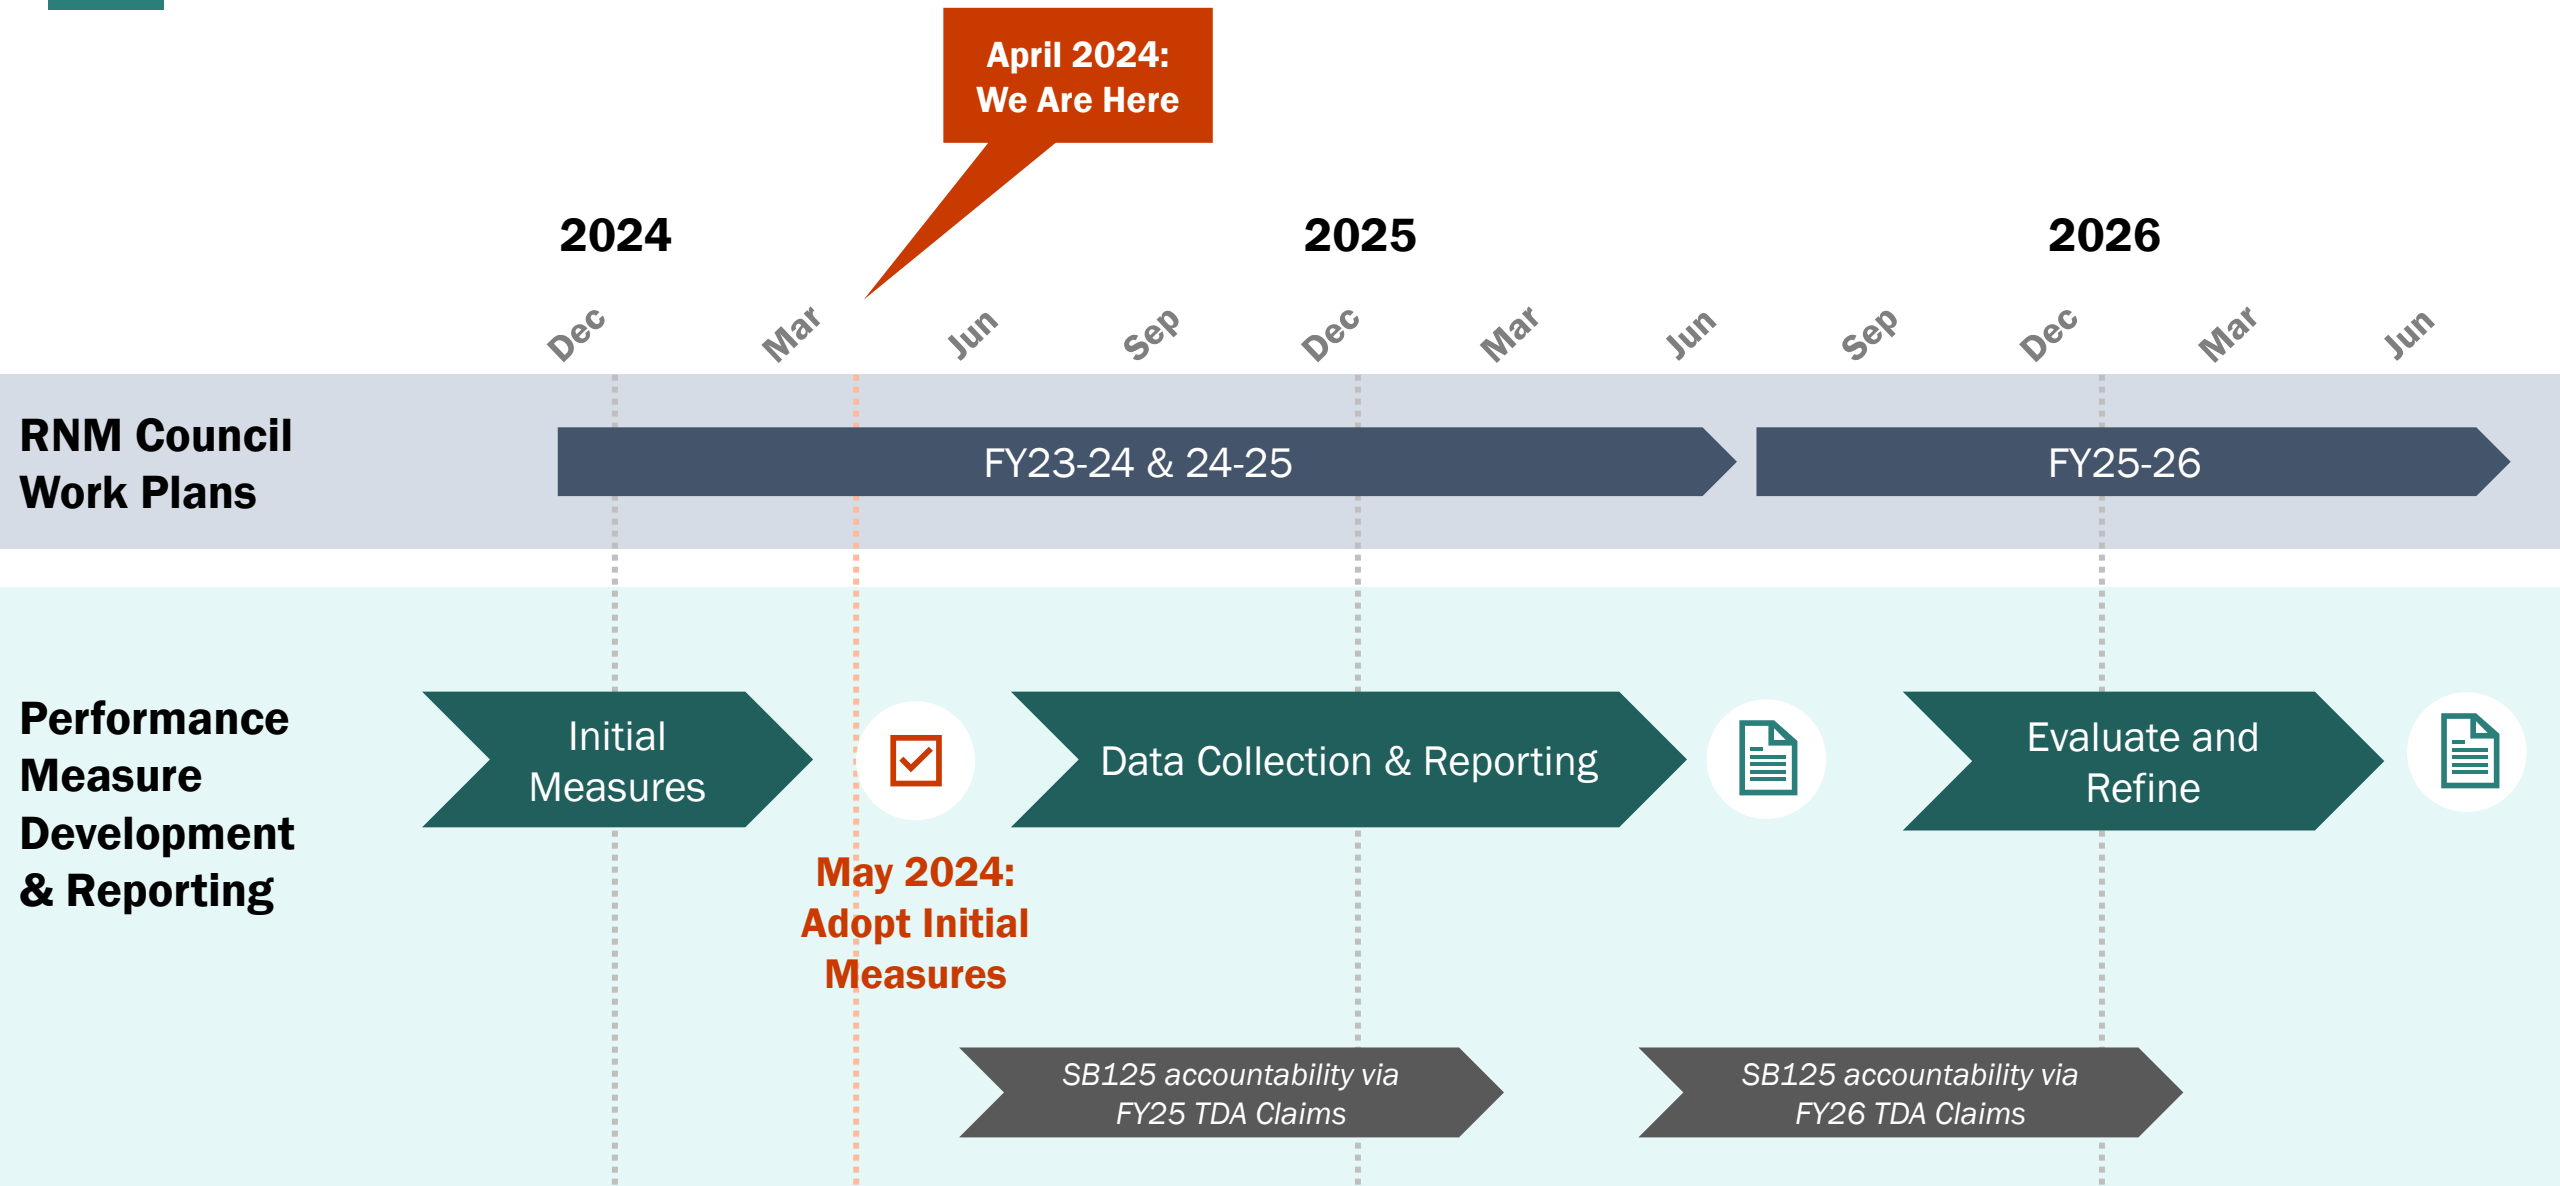 April 2024:
We Are Here
2024
2025
2026
Dec
Mar
Jun
Sep
Dec
Mar
Jun
Sep
Dec
Mar
Jun
RNM Council
Work Plans
FY23-24 & 24-25
FY25-26
Performance
Measure
Development
& Reporting
Initial
Measures
Data Collection & Reporting
Evaluate and
Refine
May 2024:
Adopt Initial
Measures
SB125 accountability via
FY25 TDA Claims
SB125 accountability via
FY26 TDA Claims